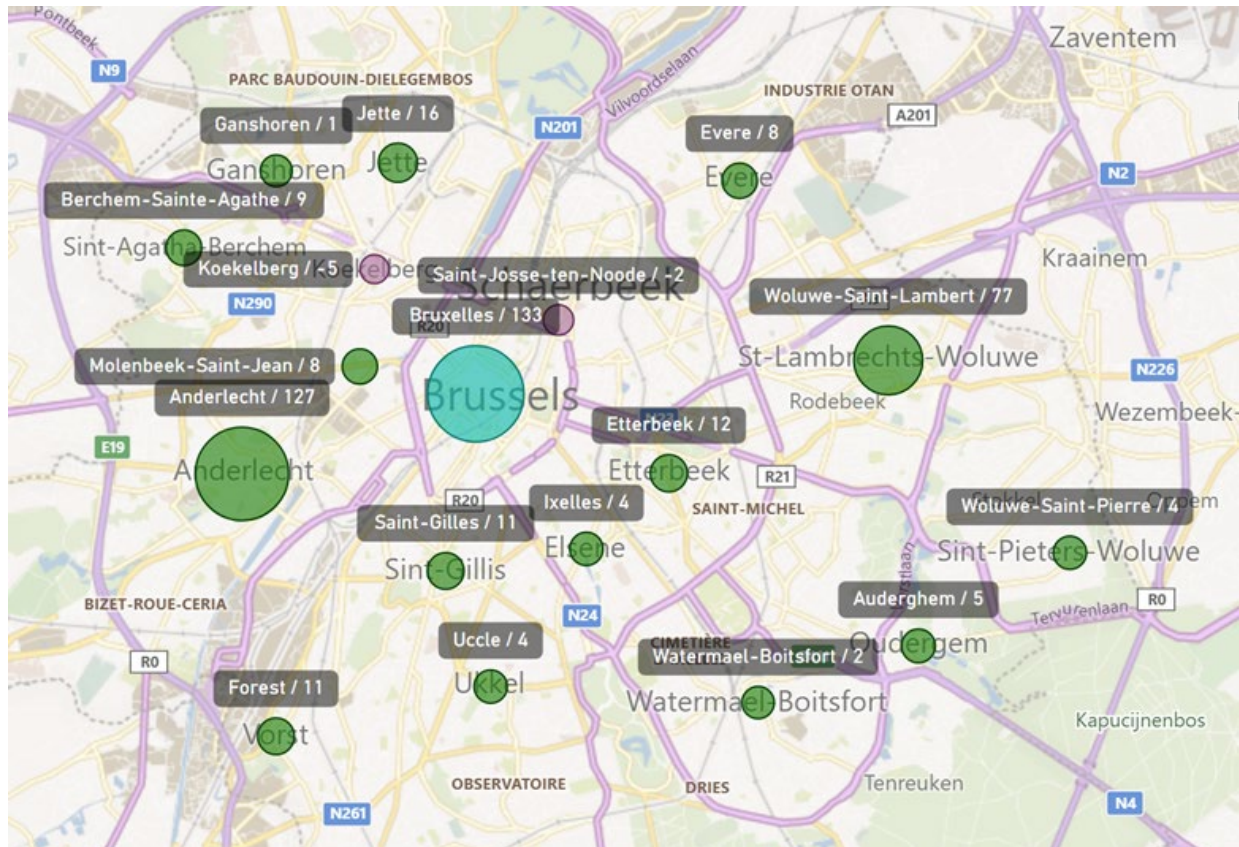 Pontbeek
Zaventem
N9
PARC BAUDOUIN-DIELEGEMBOS
Vilvoordselaan
INDUSTRIE OTAN
Ganshoren / 1
Jette / 16
N201
A201
Evere / 8
Ganshoren
Jette
Evere
N2
Berchem-Sainte-Agathe / 9
Sint-Agatha-Berchem
Koekelberg / -5
Koekelberg
Saint-Josse-ten-Noode / -2
Kraainem
Schaerbeek
N290
Woluwe-Saint-Lambert / 77
Bruxelles / 133
R20
Molenbeek-Saint-Jean / 8
St-Lambrechts-Woluwe
N226
Anderlecht / 127
Brussels
Rodebeek
Wezembeek-
N23
Etterbeek / 12
E19
Anderlecht
Etterbeek
R21
R20
Ixelles / 4
SAINT-MICHEL
Stokkel
Oppem
Woluwe-Saint-Pierre / 4
Saint-Gilles / 11
Elsene
Sint-Pieters-Woluwe
Sint-Gillis
BIZET-ROUE-CERIA
N24
Auderghem / 5
R0
Tervurenlaan
Uccle / 4
CIMETIÈRE
Oudergem
Watermael-Boitsfort / 2
R0
Forest / 11
Ukkel
Watermael-Boitsfort
Vorst
Kapucijnenbos
OBSERVATOIRE
DRIES
Tenreuken
N261
N4